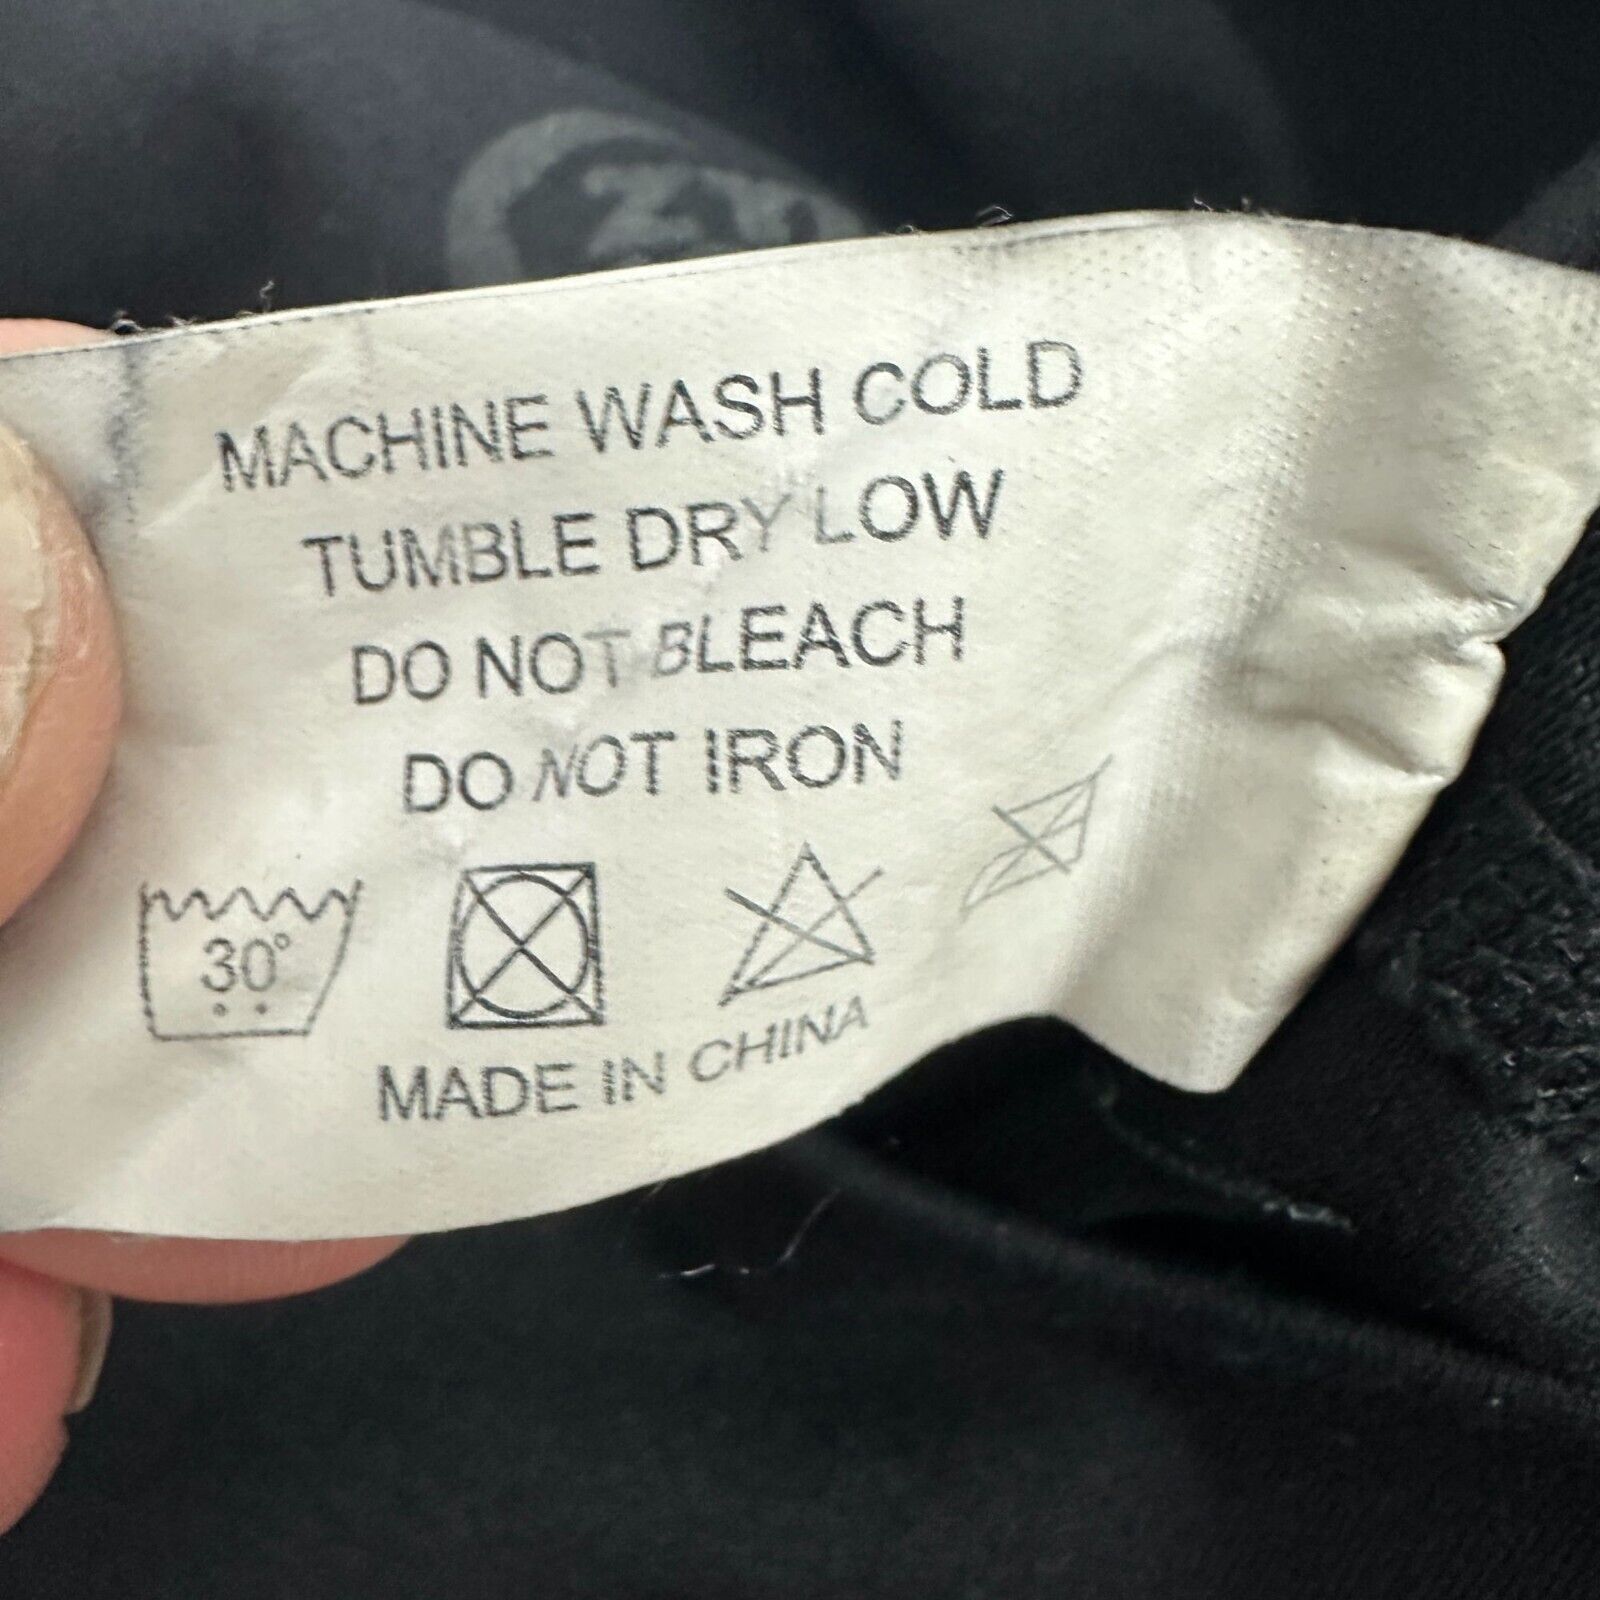 MACHINE WASH COLD
TUMBLE DRY LOW
DO NOT BLEACH
DO NOT IRON
30°
MADE IN CHINA